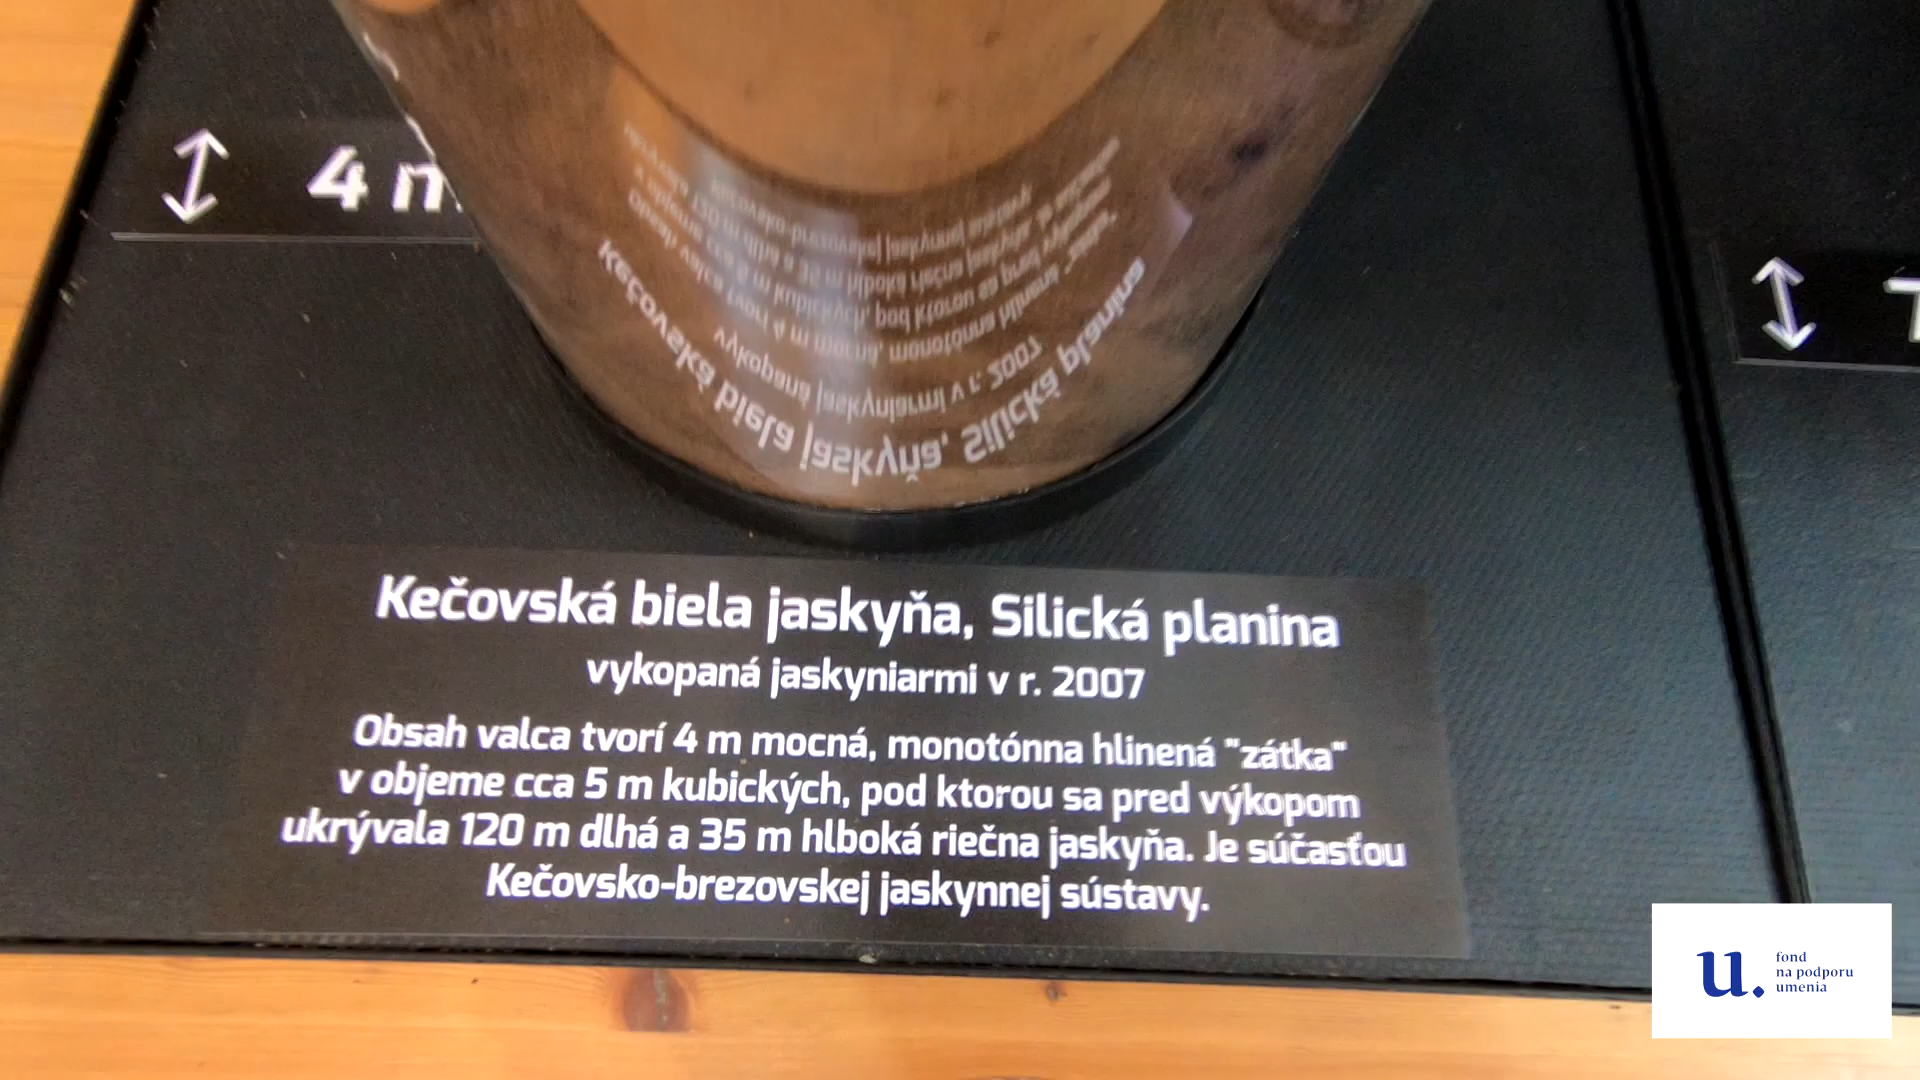 4 m
Kečovská biela jaskyňa, Silická planina
vykopaná jaskyniarmi v r. 2007
Obsah valca tvorí 4 m mocná, monotónna hlinená "zátka"
v objeme cca 5 m kubických, pod ktorou sa pred výkopom
ukrývala 120 m dlhá a 35 m hlboká riečna jaskyňa. Je súčasťou
Kečovsko-brezovskej jaskynnej sústavy.
u. fond
na podporu
umenia